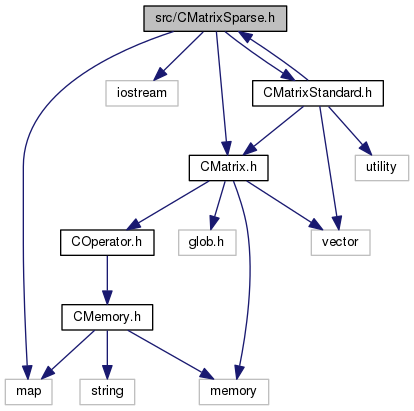 src/CMatrixSparse.h
iostream
CMatrixStandard.h
CMatrix.h
utility
COperator.h
glob.h
vector
CMemory.h
map
string
memory